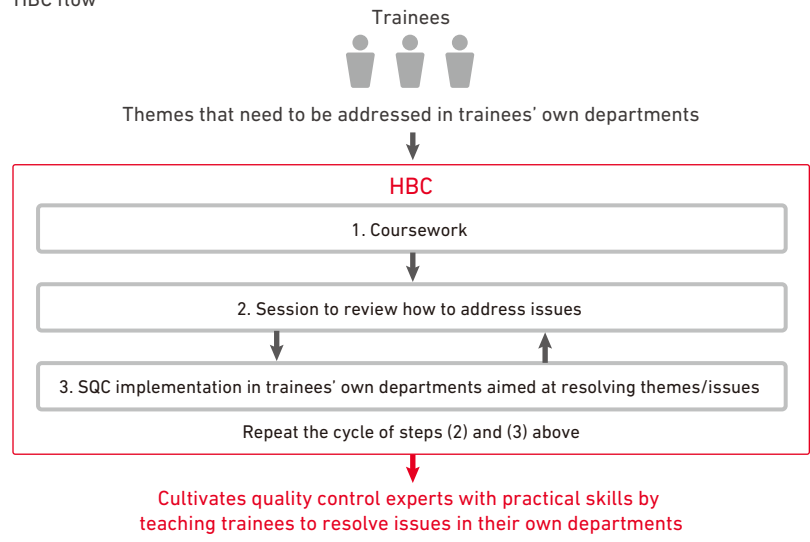 HBC flow
Trainees
Themes that need to be addressed in trainees’ own departments
HBC
1. Coursework
2. Session to review how to address issues
3. SQC implementation in trainees’ own departments aimed at resolving themes/issues
Repeat the cycle of steps (2) and (3) above
Cultivates quality control experts with practical skills by
teaching trainees to resolve issues in their own departments